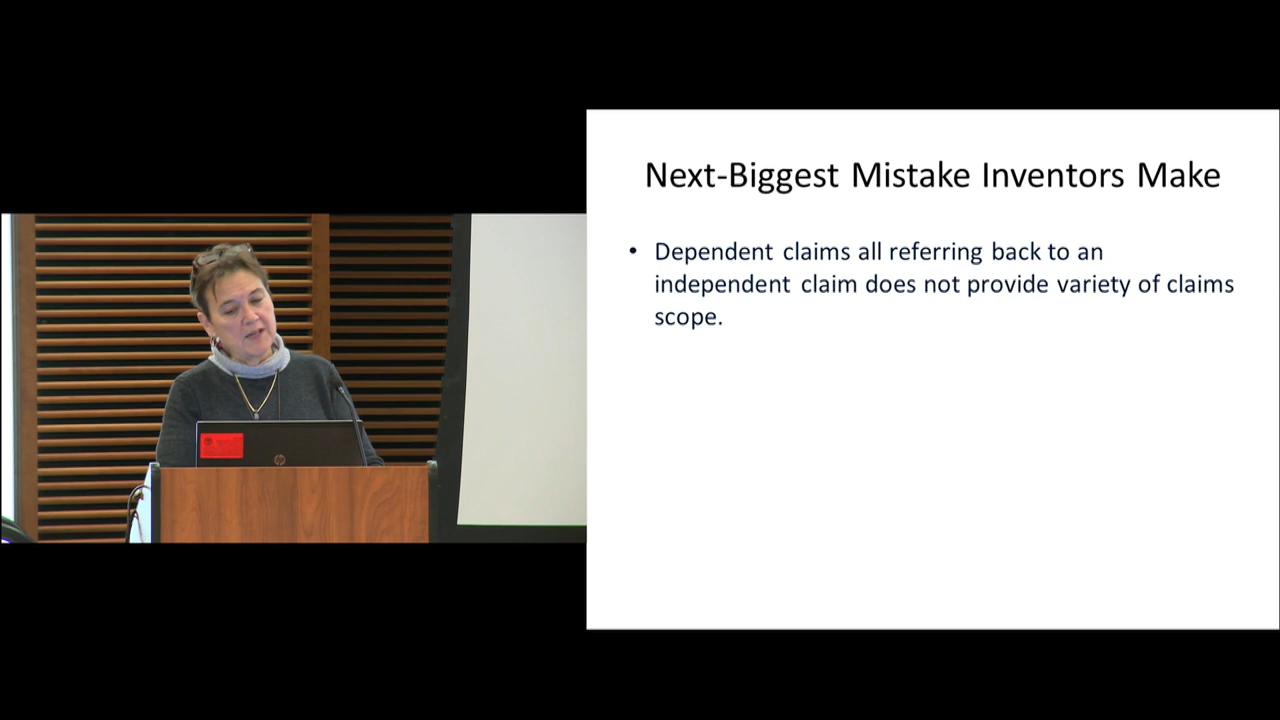 Next-Biggest Mistake Inventors Make
• Dependent claims all referring back to an
independent claim does not provide variety of claims
scope.
hp